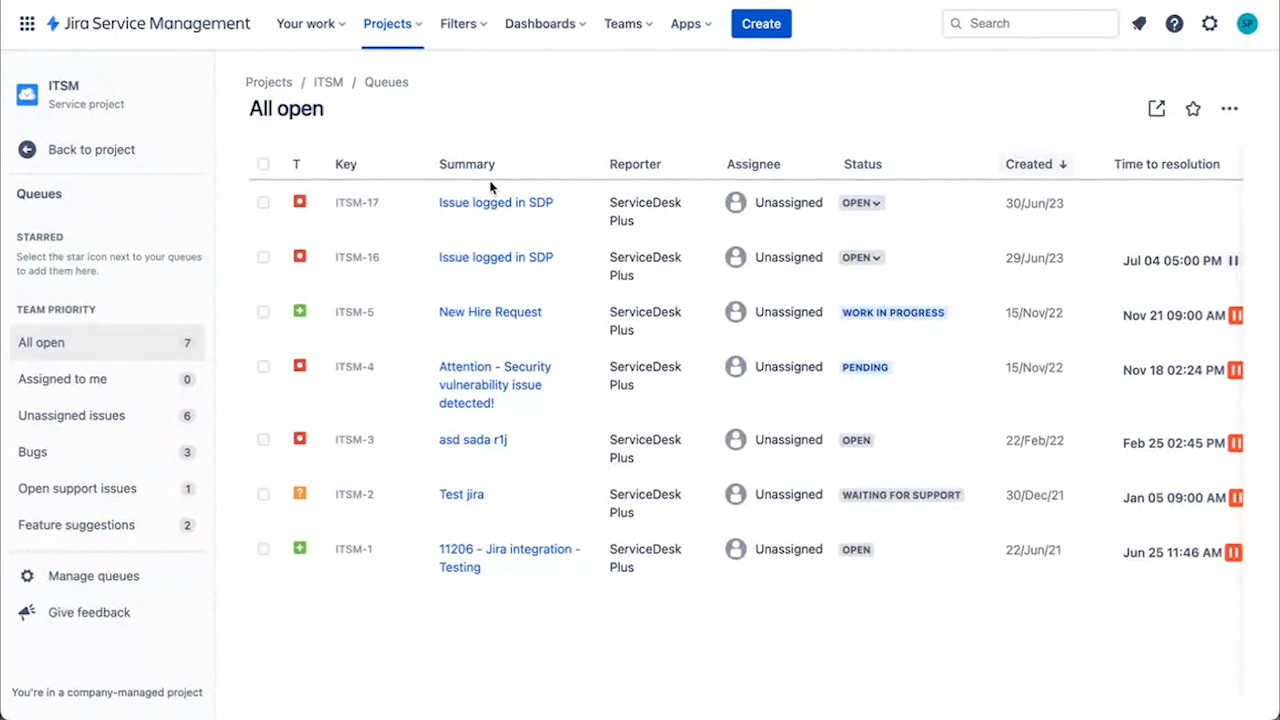 Jira Service Management Your work Projects Filters Dashboards Teams Apps Create Search SP
ITSM
Service project
Back to project
Queues
STARRED
Select the star icon next to your queues
to add them here.
TEAM PRIORITY
All open 7
Assigned to me 0
Unassigned issues 6
Bugs 3
Open support issues 1
Feature suggestions 2
Manage queues
Give feedback
You're in a company-managed project
Projects / ITSM / Queues
All open
T Key Summary Reporter Assignee Status Created ↓ Time to resolution
ITSM-17 Issue logged in SDP ServiceDesk Unassigned OPEN 30/Jun/23
Plus
ITSM-16 Issue logged in SDP ServiceDesk Unassigned OPEN 29/Jun/23 Jul 04 05:00 PM
Plus
ITSM-5 New Hire Request ServiceDesk Unassigned WORK IN PROGRESS 15/Nov/22 Nov 21 09:00 AM
Plus
ITSM-4 Attention - Security ServiceDesk Unassigned PENDING 15/Nov/22 Nov 18 02:24 PM
vulnerability issue Plus
detected!
ITSM-3 asd sada r1j ServiceDesk Unassigned OPEN 22/Feb/22 Feb 25 02:45 PM
Plus
ITSM-2 Test jira ServiceDesk Unassigned WAITING FOR SUPPORT 30/Dec/21 Jan 05 09:00 AM
Plus
ITSM-1 11206 - Jira integration - ServiceDesk Unassigned OPEN 22/Jun/21 Jun 25 11:46 AM
Testing Plus